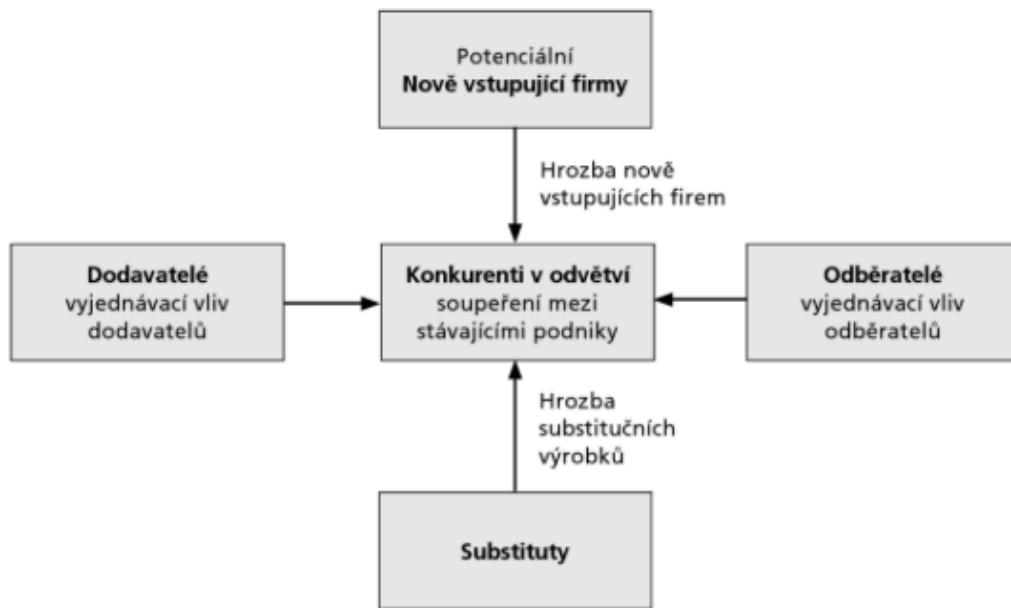 Potenciální
Nově vstupující firmy
Hrozba nově
vstupujících firem
Dodavatelé
vyjednávací vliv
dodavatelů
Konkurenti v odvětví
soupeření mezi
stávajícími podniky
Odběratelé
vyjednávací vliv
odběratelů
Hrozba
substitučních
výrobků
Substituty